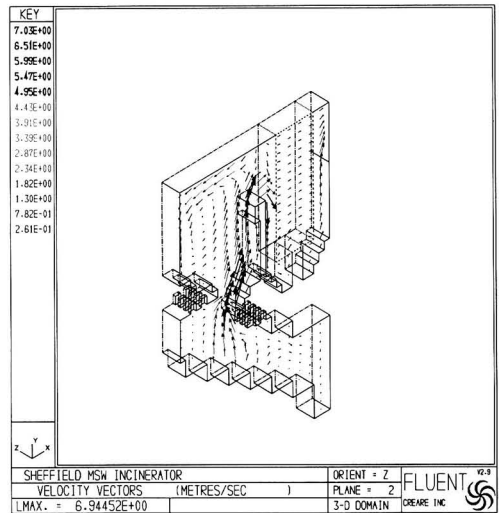 KEY
7.03E+00
6.51E+00
5.99E+00
5.47E+00
4.95E+00
4.43E+00
3.91E+00
3.39E+00
2.87E+00
2.34E+00
1.82E+00
1.30E+00
7.82E-01
2.61E-01
Z Y X
SHEFFIELD MSW INCINERATOR
VELOCITY VECTORS (METRES/SEC )
LMAX. = 6.94452E+00
ORIENT = Z
PLANE = 2
3-D DOMAIN
FLUENT V2.9
CREARE INC